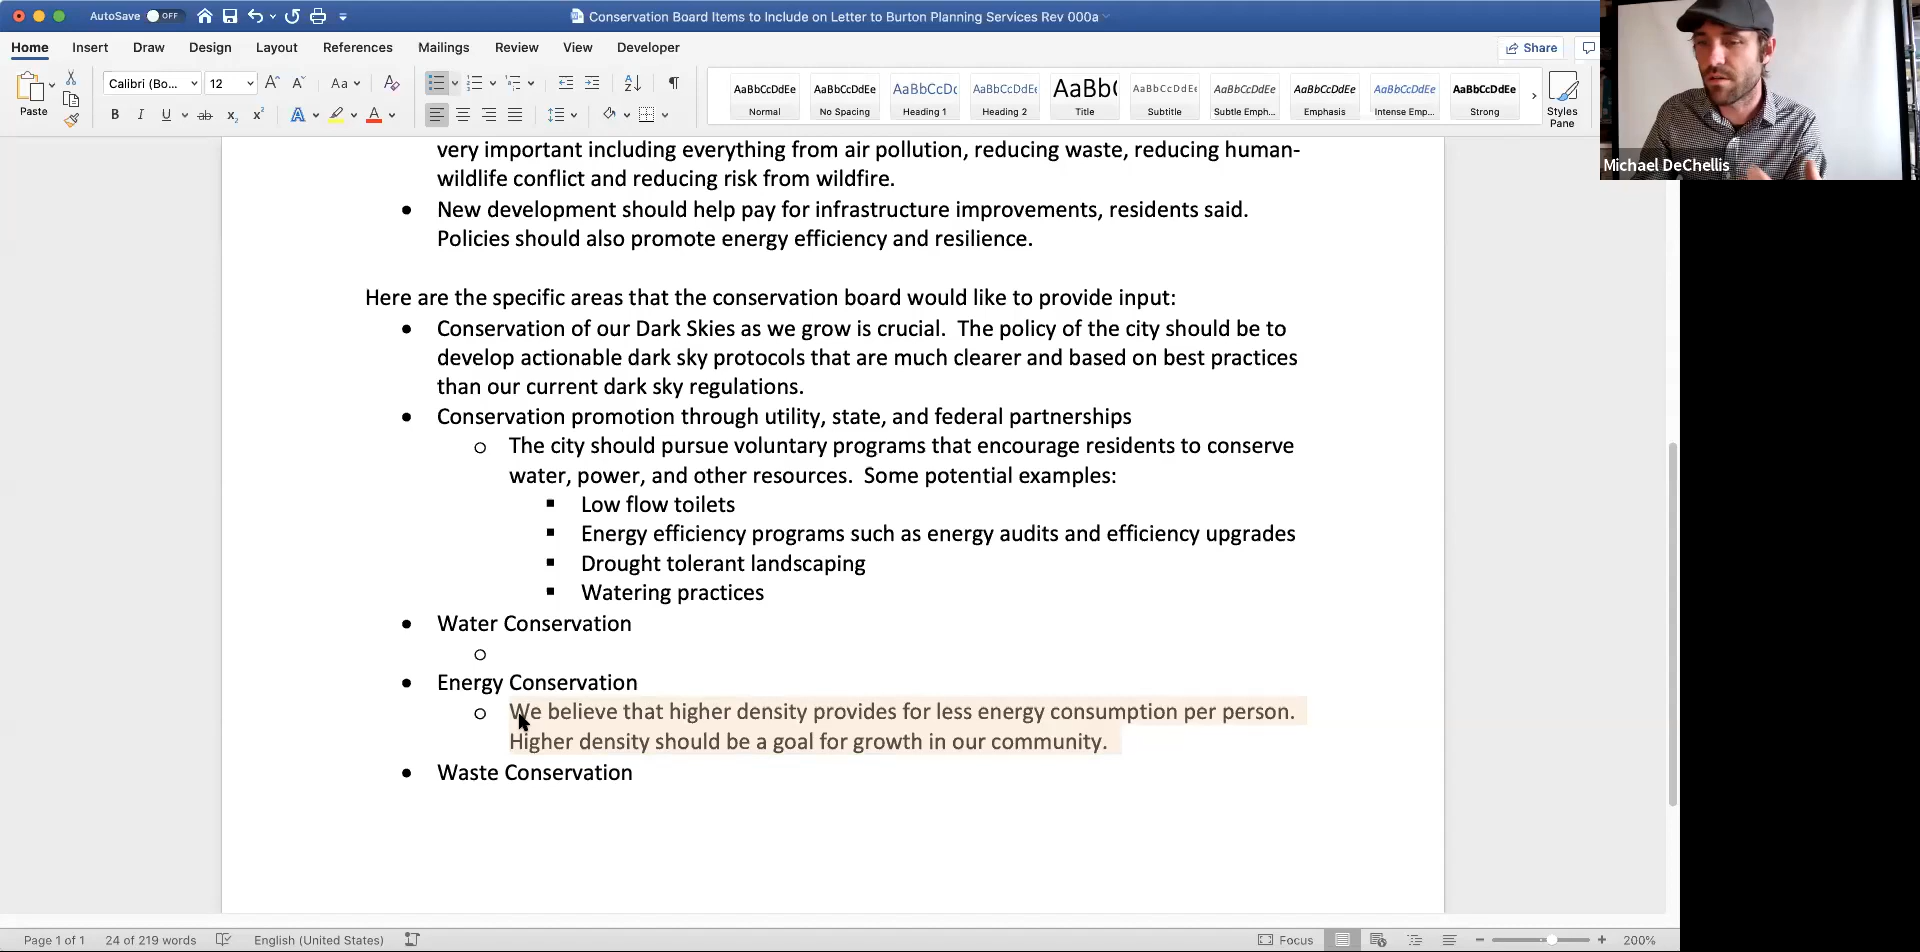 AutoSave OFF
Conservation Board Items to Include on Letter to Burton Planning Services Rev 000a
Home Insert Draw Design Layout References Mailings Review View Developer
Share
Paste
Calibri (Bo... 12
Aa
B I U ab x₂ x²
AaBbCcDdEe AaBbCcDdEe AaBbCcDc AaBbCcDdEe AaBb( AaBbCcDdEe AaBbCcDdEe AaBbCcDdEe AaBbCcDdEe AaBbCcDdEe
Normal No Spacing Heading 1 Heading 2 Title Subtitle Subtle Emph... Emphasis Intense Emp... Strong
Styles
Pane
Michael DeChellis
very important including everything from air pollution, reducing waste, reducing human-
wildlife conflict and reducing risk from wildfire.
• New development should help pay for infrastructure improvements, residents said.
Policies should also promote energy efficiency and resilience.
Here are the specific areas that the conservation board would like to provide input:
• Conservation of our Dark Skies as we grow is crucial. The policy of the city should be to
develop actionable dark sky protocols that are much clearer and based on best practices
than our current dark sky regulations.
• Conservation promotion through utility, state, and federal partnerships
o The city should pursue voluntary programs that encourage residents to conserve
water, power, and other resources. Some potential examples:
▪ Low flow toilets
▪ Energy efficiency programs such as energy audits and efficiency upgrades
▪ Drought tolerant landscaping
▪ Watering practices
• Water Conservation
o
• Energy Conservation
o We believe that higher density provides for less energy consumption per person.
Higher density should be a goal for growth in our community.
• Waste Conservation
Page 1 of 1 24 of 219 words English (United States) Focus 200%